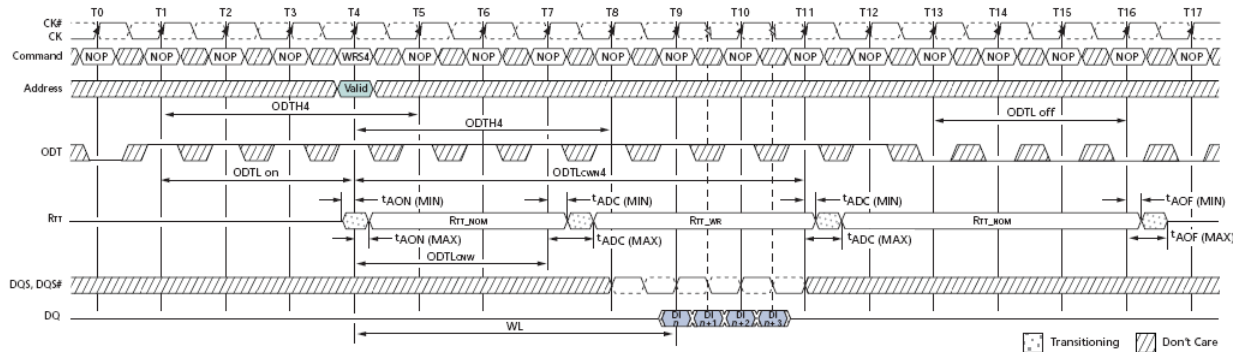 T0 T1 T2 T3 T4 T5 T6 T7 T8 T9 T10 T11 T12 T13 T14 T15 T16 T17
CK#
CK
Command NOP NOP NOP NOP WRS4 NOP NOP NOP NOP NOP NOP NOP NOP NOP NOP NOP NOP NOP
Address Valid
ODTH4 ODTL off
ODTH4
ODT
ODTL on ODTLCWN4
tAON (MIN) tADC (MIN) tADC (MIN) tAOF (MIN)
RTT RTT_NOM RTT_WR RTT_NOM
tAON (MAX) tADC (MAX) tADC (MAX) tAOF (MAX)
ODTLCNW
DQS, DQS#
DQ DI n DI n+1 DI n+2 DI n+3
WL
Transitioning Don't Care